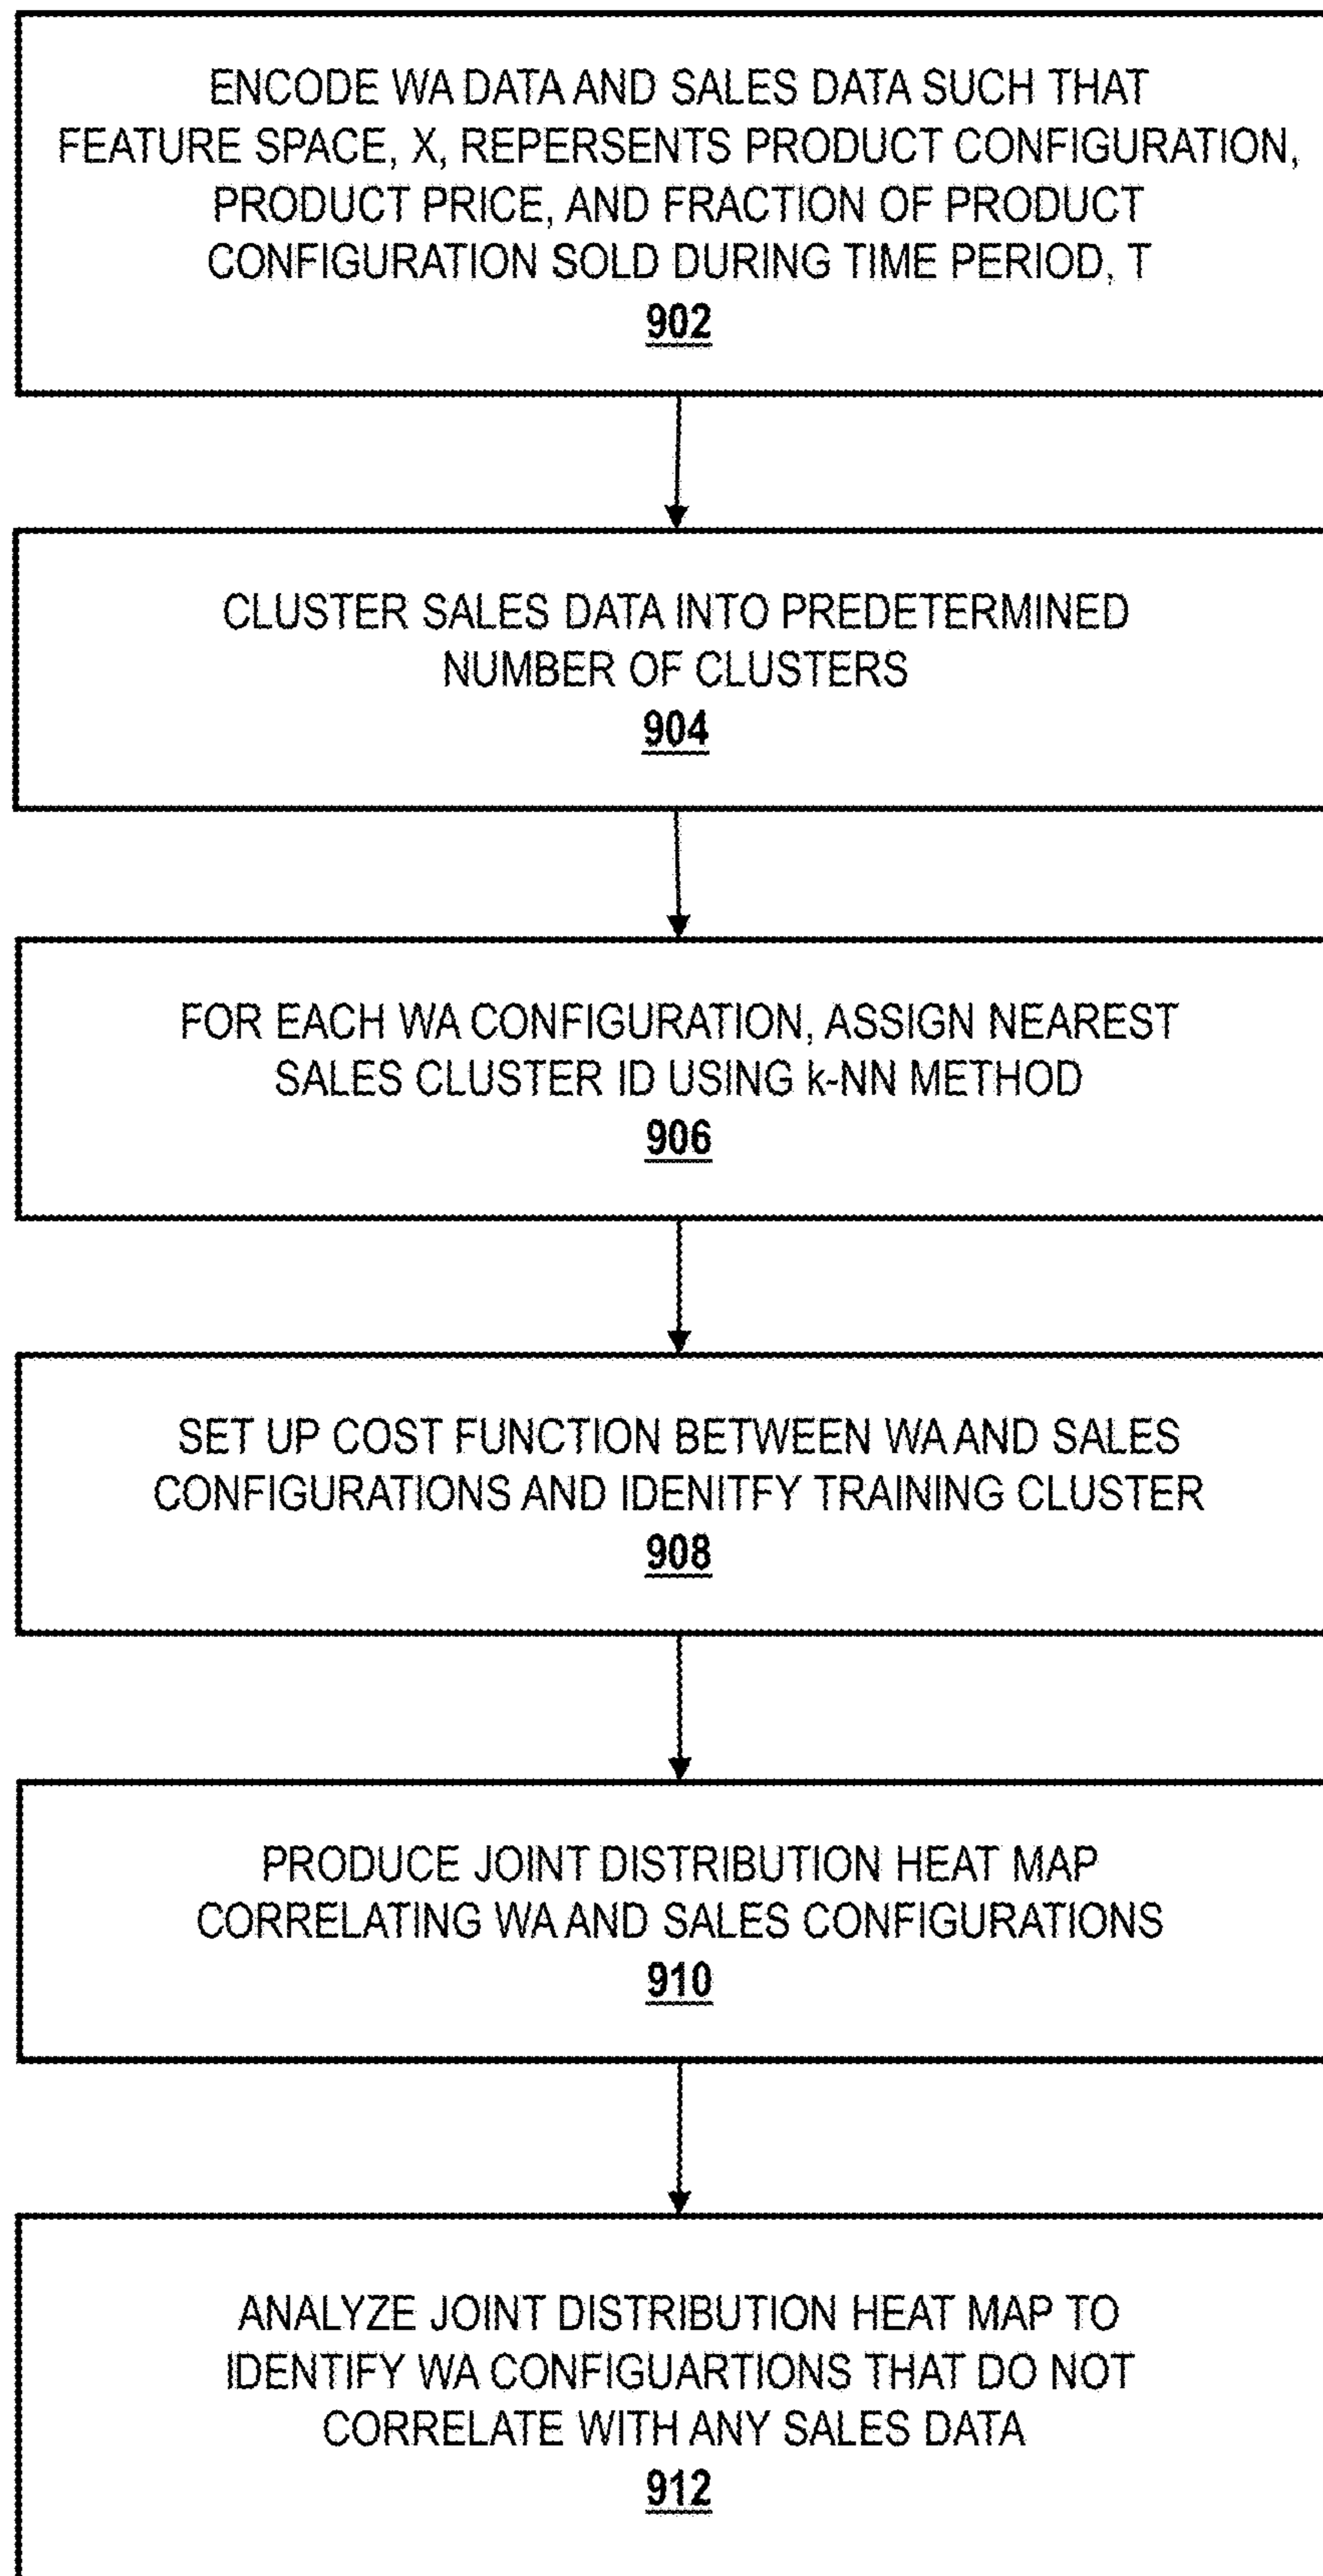 ENCODE WA DATA AND SALES DATA SUCH THAT
FEATURE SPACE, X, REPERSENTS PRODUCT CONFIGURATION,
PRODUCT PRICE, AND FRACTION OF PRODUCT
CONFIGURATION SOLD DURING TIME PERIOD, T
902
CLUSTER SALES DATA INTO PREDETERMINED
NUMBER OF CLUSTERS
904
FOR EACH WA CONFIGURATION, ASSIGN NEAREST
SALES CLUSTER ID USING k-NN METHOD
906
SET UP COST FUNCTION BETWEEN WA AND SALES
CONFIGURATIONS AND IDENITFY TRAINING CLUSTER
908
PRODUCE JOINT DISTRIBUTION HEAT MAP
CORRELATING WA AND SALES CONFIGURATIONS
910
ANALYZE JOINT DISTRIBUTION HEAT MAP TO
IDENTIFY WA CONFIGUARTIONS THAT DO NOT
CORRELATE WITH ANY SALES DATA
912